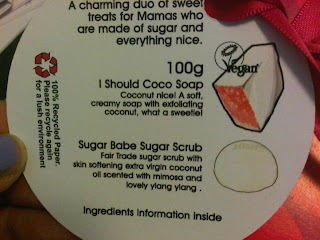 A charming duo of sweet
treats for Mamas who
are made of sugar and
everything nice.
100g
I Should Coco Soap
Coconut nice! A soft,
creamy soap with exfoliating
coconut, what a sweetie!
Vegan
100% Recycled Paper.
Please recycle again
for a lush environment
Sugar Babe Sugar Scrub
Fair Trade sugar scrub with
skin softening extra virgin coconut
oil scented with mimosa and
lovely ylang ylang .
Ingredients information inside